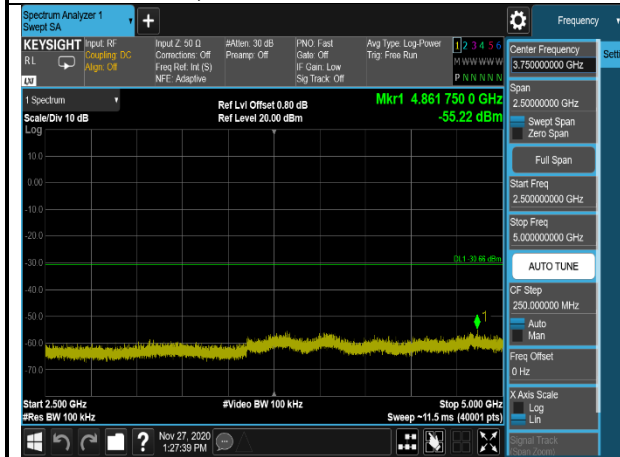 Spectrum Analyzer 1
Swept SA
+
Frequency
KEYSIGHT
RL
Input: RF
Coupling: DC
Align: Off
Input Z: 50 Ω
Corrections: Off
Freq Ref: Int (S)
NFE: Adaptive
#Atten: 30 dB
Preamp: Off
PNO: Fast
Gate: Off
IF Gain: Low
Sig Track: Off
Avg Type: Log-Power
Trig: Free Run
1 2 3 4 5 6
M W W W W W
P N N N N N
LXI
1 Spectrum
Scale/Div 10 dB
Log
Ref Lvl Offset 0.80 dB
Ref Level 20.00 dBm
Mkr1 4.861 750 0 GHz
-55.22 dBm
10.0
0.00
-10.0
-20.0
-30.0
-40.0
-50.0
-60.0
-70.0
DL1 -30.66 dBm
1
Start 2.500 GHz
#Res BW 100 kHz
#Video BW 100 kHz
Stop 5.000 GHz
Sweep ~11.5 ms (40001 pts)
Center Frequency
3.750000000 GHz
Setti
Span
2.50000000 GHz
Swept Span
Zero Span
Full Span
Start Freq
2.500000000 GHz
Stop Freq
5.000000000 GHz
AUTO TUNE
CF Step
250.000000 MHz
Auto
Man
Freq Offset
0 Hz
X Axis Scale
Log
Lin
Signal Track
(Span Zoom)
?
Nov 27, 2020
1:27:39 PM